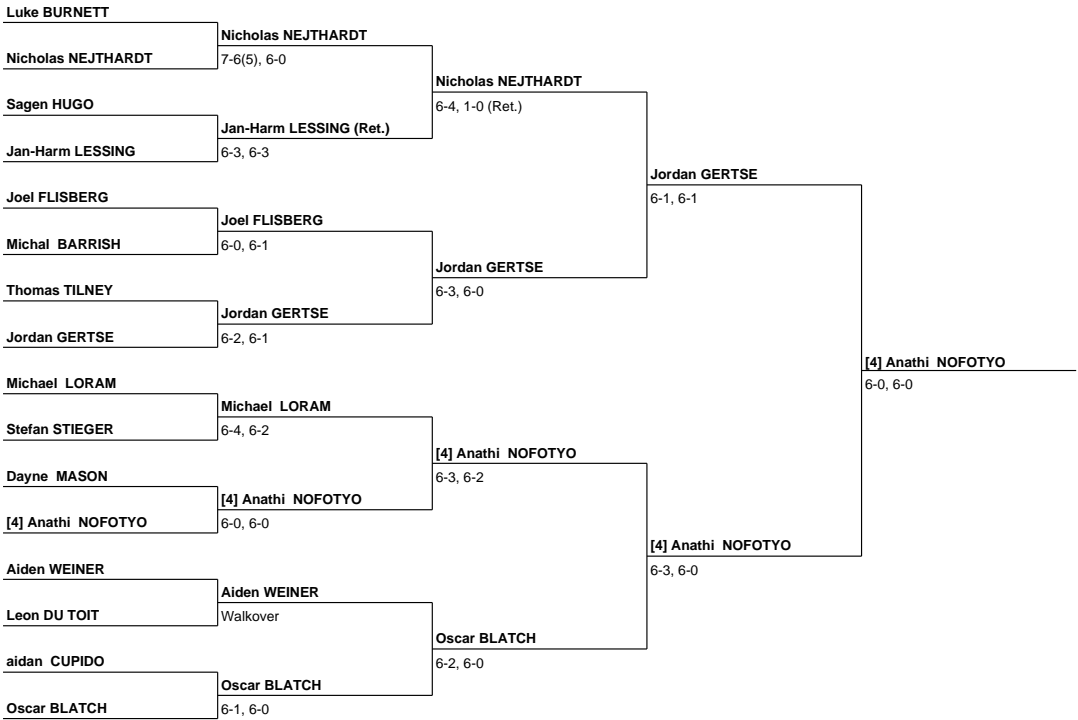 Luke BURNETT
Nicholas NEJTHARDT
Nicholas NEJTHARDT
7-6(5), 6-0
Nicholas NEJTHARDT
6-4, 1-0 (Ret.)
Sagen HUGO
Jan-Harm LESSING (Ret.)
Jan-Harm LESSING
6-3, 6-3
Jordan GERTSE
6-1, 6-1
Joel FLISBERG
Joel FLISBERG
Michal  BARRISH
6-0, 6-1
Jordan GERTSE
6-3, 6-0
Thomas TILNEY
Jordan GERTSE
Jordan GERTSE
6-2, 6-1
[4] Anathi  NOFOTYO
6-0, 6-0
Michael  LORAM
Michael  LORAM
Stefan STIEGER
6-4, 6-2
[4] Anathi  NOFOTYO
6-3, 6-2
Dayne  MASON
[4] Anathi  NOFOTYO
[4] Anathi  NOFOTYO
6-0, 6-0
[4] Anathi  NOFOTYO
6-3, 6-0
Aiden WEINER
Aiden WEINER
Leon DU TOIT
Walkover
Oscar BLATCH
6-2, 6-0
aidan  CUPIDO
Oscar BLATCH
Oscar BLATCH
6-1, 6-0